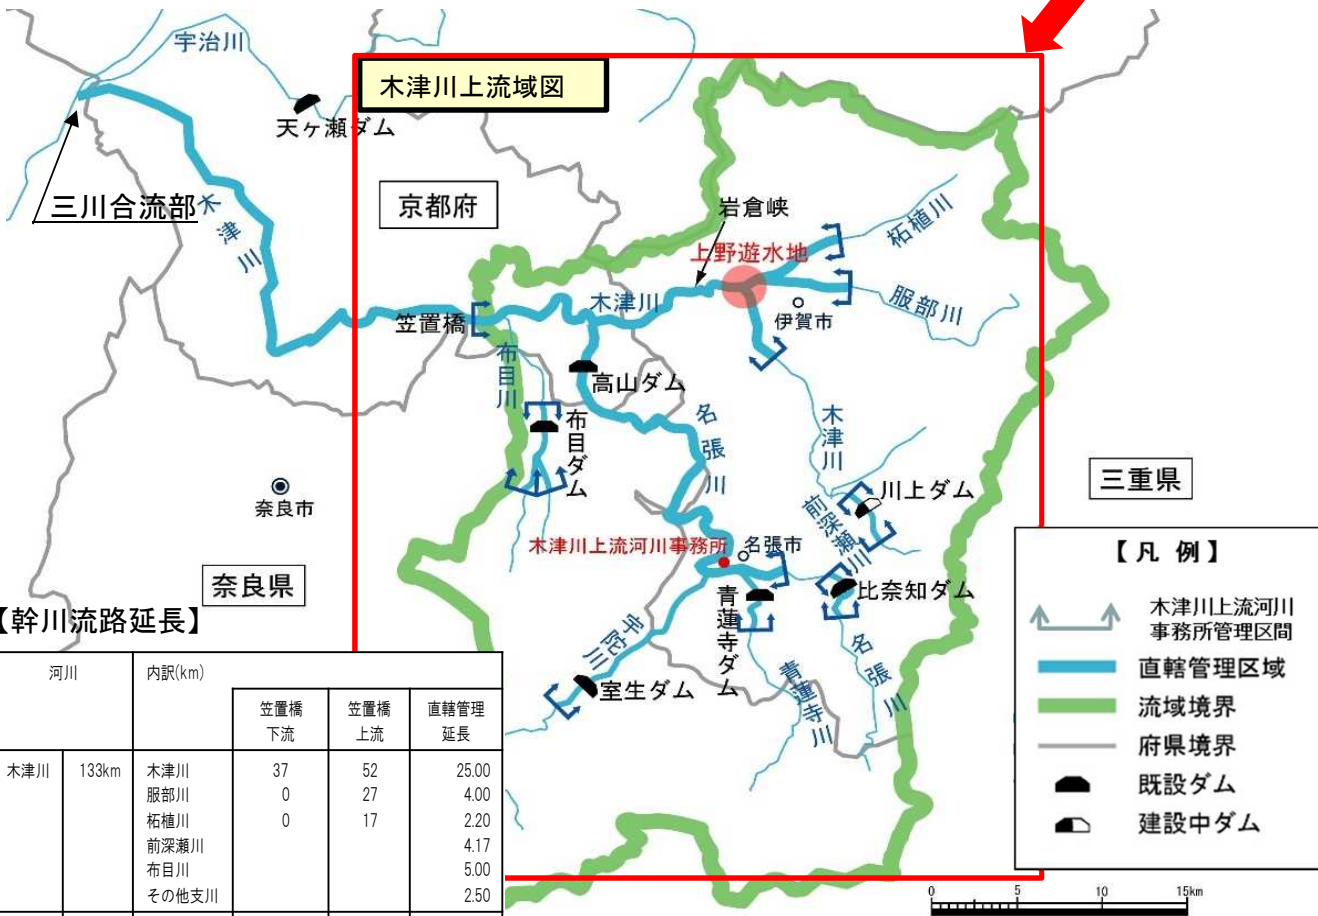 宇治川
木津川上流域図
天ヶ瀬ダム
三川合流部
木津川
京都府
岩倉峡
柘植川
上野遊水地
木津川
服部川
伊賀市
笠置橋
布目川
高山ダム
名張川
木津川
布目ダム
奈良市
川上ダム
前深瀬川
三重県
木津川上流河川事務所
名張市
比奈知ダム
奈良県
青蓮寺ダム
宇陀川
室生ダム
青蓮寺川
名張川
【凡 例】
木津川上流河川
事務所管理区間
直轄管理区域
流域境界
府県境界
既設ダム
建設中ダム
0 5 10 15km
【幹川流路延長】
河川 内訳(km)
笠置橋下流 笠置橋上流 直轄管理延長
木津川 133km 木津川 37 52 25.00
服部川 0 27 4.00
柘植川 0 17 2.20
前深瀬川 4.17
布目川 5.00
その他支川 2.50